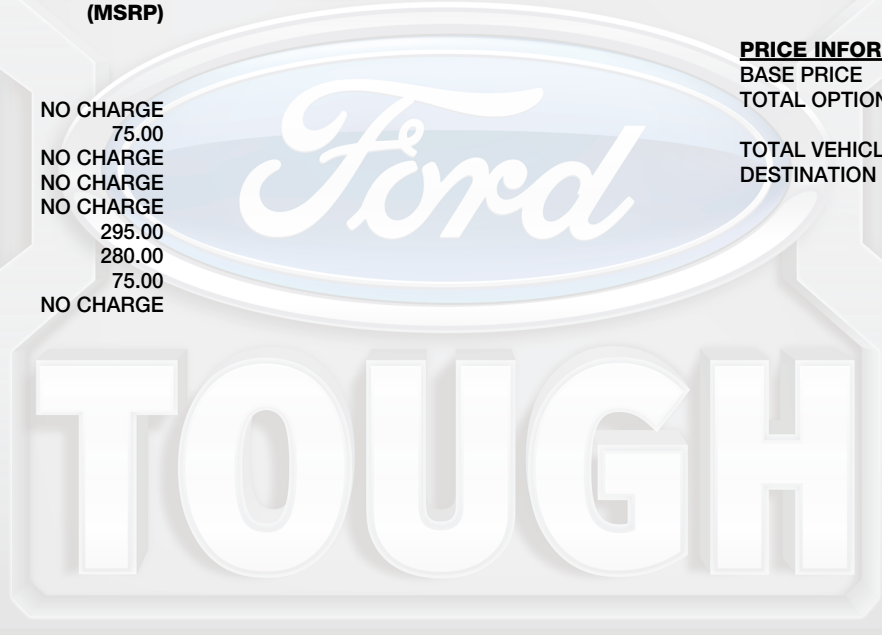 (MSRP)
NO CHARGE
75.00
NO CHARGE
NO CHARGE
NO CHARGE
295.00
280.00
75.00
NO CHARGE
PRICE INFOR
BASE PRICE
TOTAL OPTION
TOTAL VEHICL
DESTINATION
Ford
TOUGH